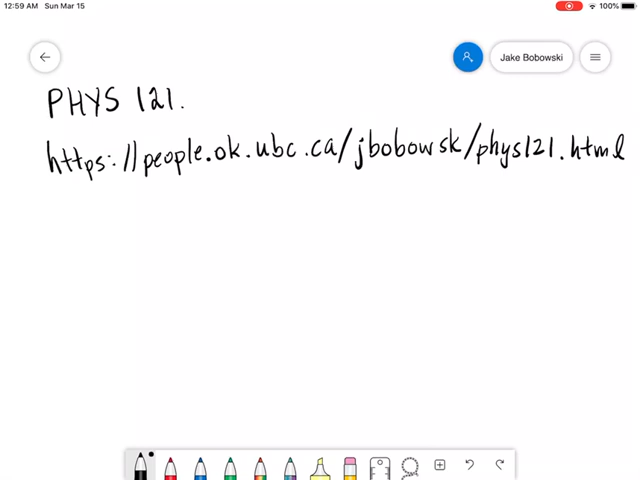 12:59 AM Sun Mar 15
100%
Jake Bobowski
PHYS 121.
https://people.ok.ubc.ca/jbobowsk/phys121.html